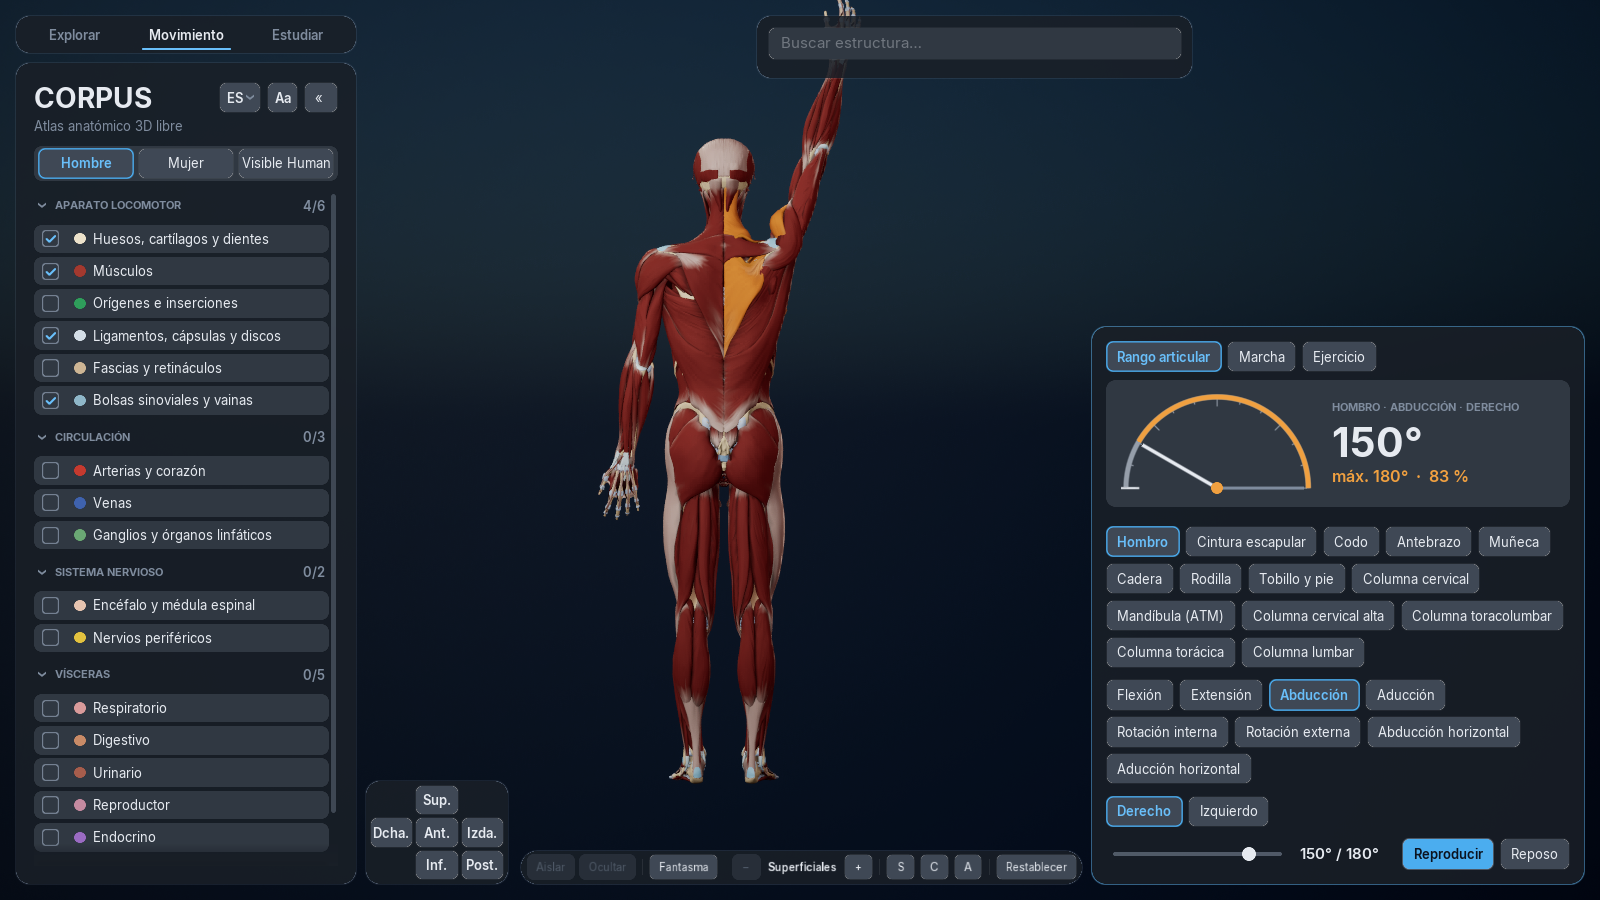 Explorar Movimiento Estudiar
Buscar estructura...
CORPUS ES Aa «
Atlas anatómico 3D libre
Hombre Mujer Visible Human
APARATO LOCOMOTOR 4/6
Huesos, cartílagos y dientes
Músculos
Orígenes e inserciones
Ligamentos, cápsulas y discos
Fascias y retináculos
Bolsas sinoviales y vainas
CIRCULACIÓN 0/3
Arterias y corazón
Venas
Ganglios y órganos linfáticos
SISTEMA NERVIOSO 0/2
Encéfalo y médula espinal
Nervios periféricos
VÍSCERAS 0/5
Respiratorio
Digestivo
Urinario
Reproductor
Endocrino
Sup.
Dcha. Ant. Izda.
Inf. Post.
Aislar Ocultar Fantasma − Superficiales + S C A Restablecer
Rango articular Marcha Ejercicio
HOMBRO · ABDUCCIÓN · DERECHO
150°
máx. 180° · 83 %
Hombro Cintura escapular Codo Antebrazo Muñeca
Cadera Rodilla Tobillo y pie Columna cervical
Mandíbula (ATM) Columna cervical alta Columna toracolumbar
Columna torácica Columna lumbar
Flexión Extensión Abducción Aducción
Rotación interna Rotación externa Abducción horizontal
Aducción horizontal
Derecho Izquierdo
150° / 180° Reproducir Reposo